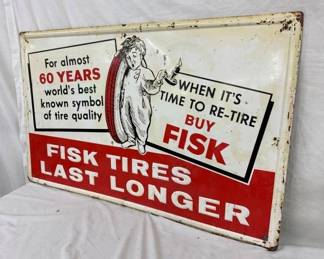 For almost
60 YEARS
world's best
known symbol
of tire quality
WHEN IT'S
TIME TO RE-TIRE
BUY
FISK
FISK TIRES
LAST LONGER